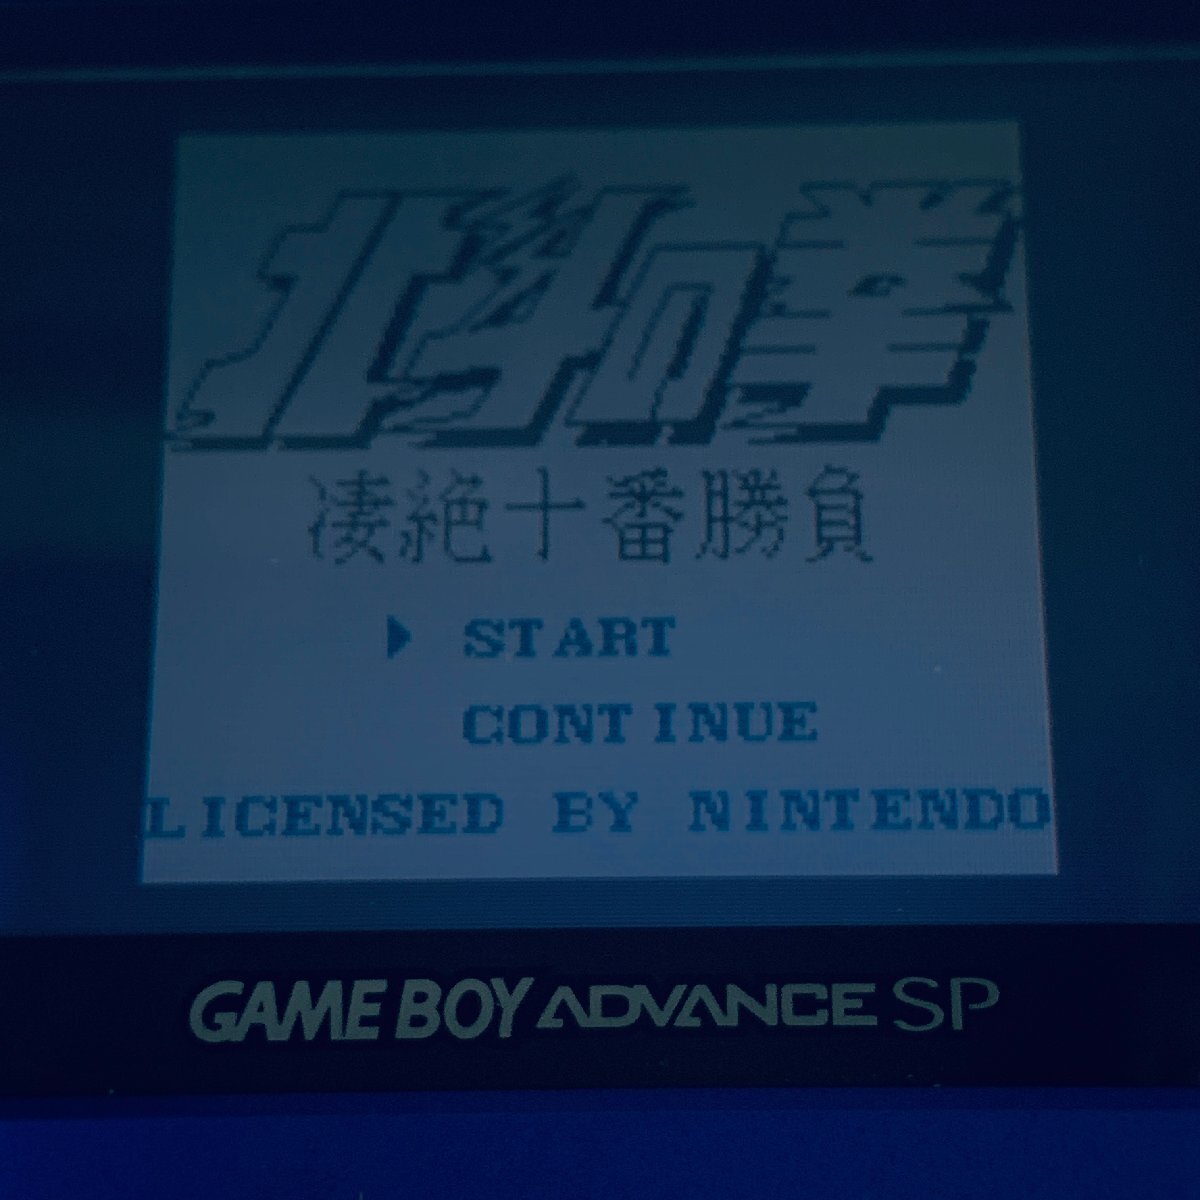 北斗の拳
凄絶十番勝負
START
CONTINUE
LICENSED BY NINTENDO
GAME BOY ADVANCE SP